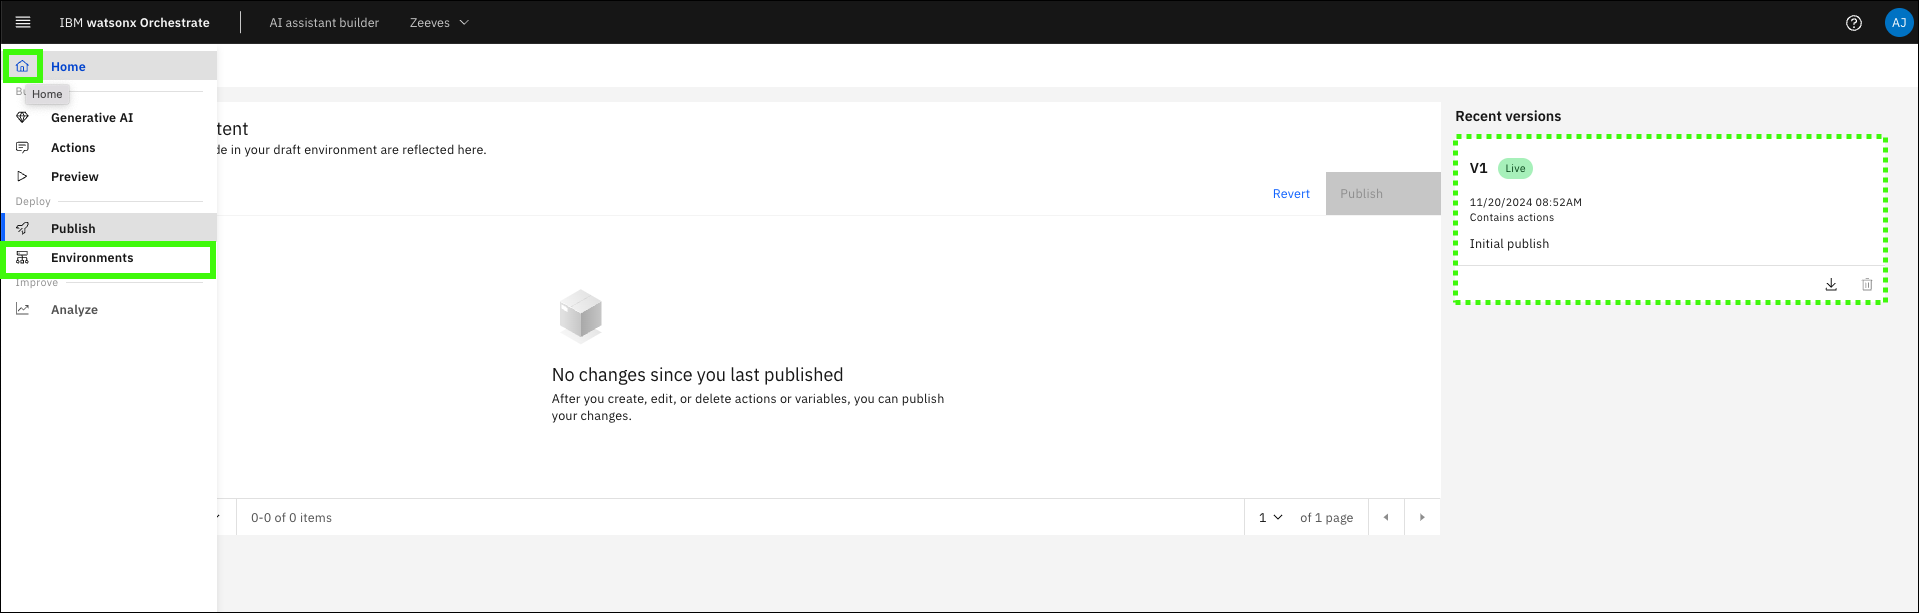 IBM watsonx Orchestrate
AI assistant builder
Zeeves
AJ
Home
Home
Generative AI
Actions
Preview
Deploy
Publish
Environments
Improve
Analyze
tent
de in your draft environment are reflected here.
Revert
Publish
No changes since you last published
After you create, edit, or delete actions or variables, you can publish
your changes.
0-0 of 0 items
1
of 1 page
Recent versions
V1 Live
11/20/2024 08:52AM
Contains actions
Initial publish